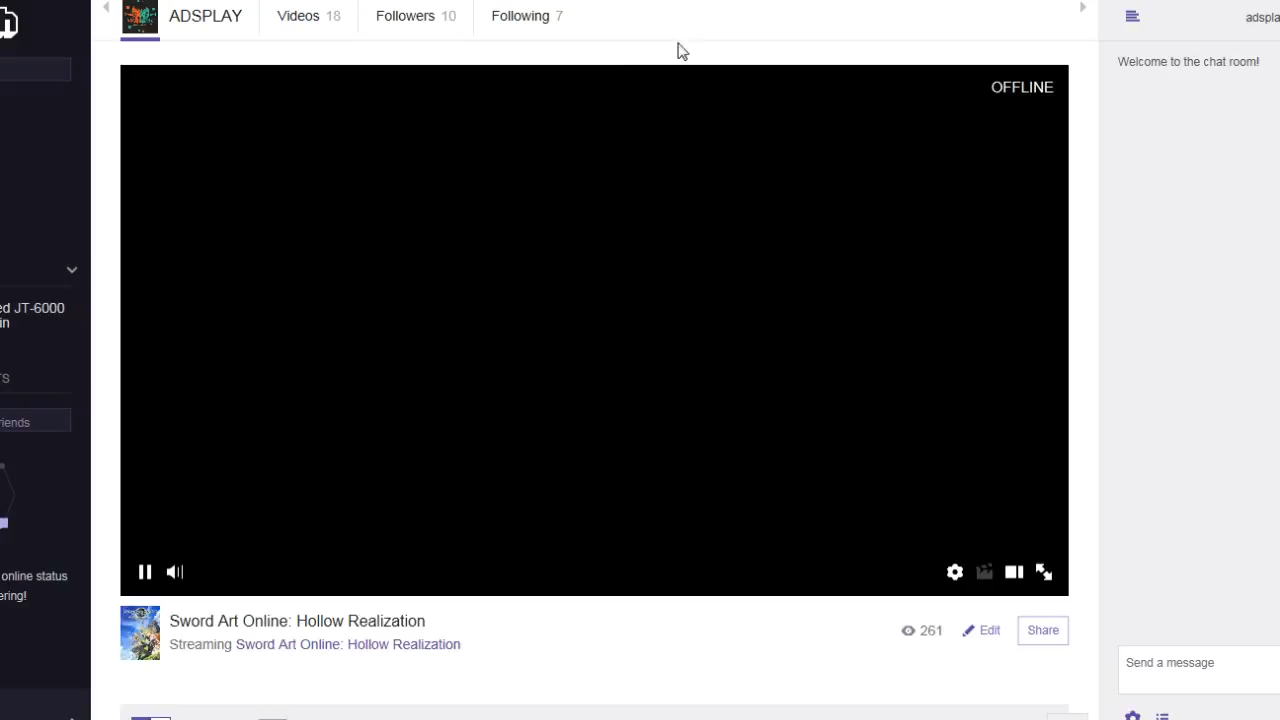 ADSPLAY Videos 18 Followers 10 Following 7
adspla
Welcome to the chat room!
OFFLINE
ed JT-6000
in
TS
riends
online status
ering!
Sword Art Online: Hollow Realization
Streaming Sword Art Online: Hollow Realization
261 Edit Share
Send a message